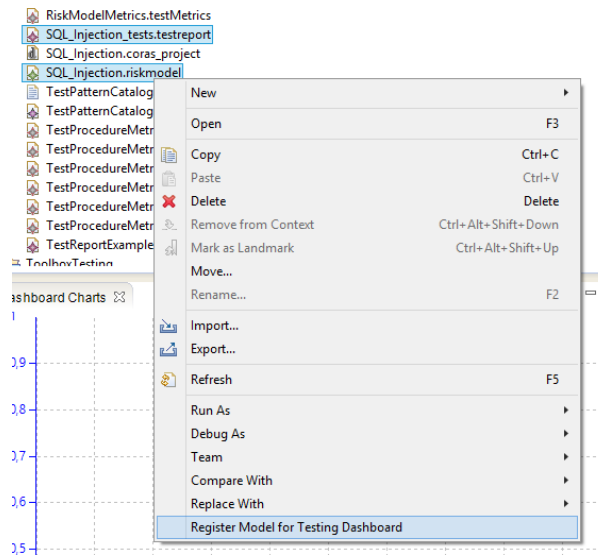 RiskModelMetrics.testMetrics
SQL_Injection_tests.testreport
SQL_Injection.coras_project
SQL_Injection.riskmodel
TestPatternCatalog
TestPatternCatalog
TestProcedureMetr
TestProcedureMetr
TestProcedureMetr
TestProcedureMetr
TestProcedureMetr
TestReportExample
ToolboxTesting
New
Open F3
Copy Ctrl+C
Paste Ctrl+V
Delete Delete
Remove from Context Ctrl+Alt+Shift+Down
Mark as Landmark Ctrl+Alt+Shift+Up
Move...
Rename... F2
Import...
Export...
Refresh F5
Run As
Debug As
Team
Compare With
Replace With
Register Model for Testing Dashboard
ashboard Charts
1
0,9
0,8
0,7
0,6
0,5